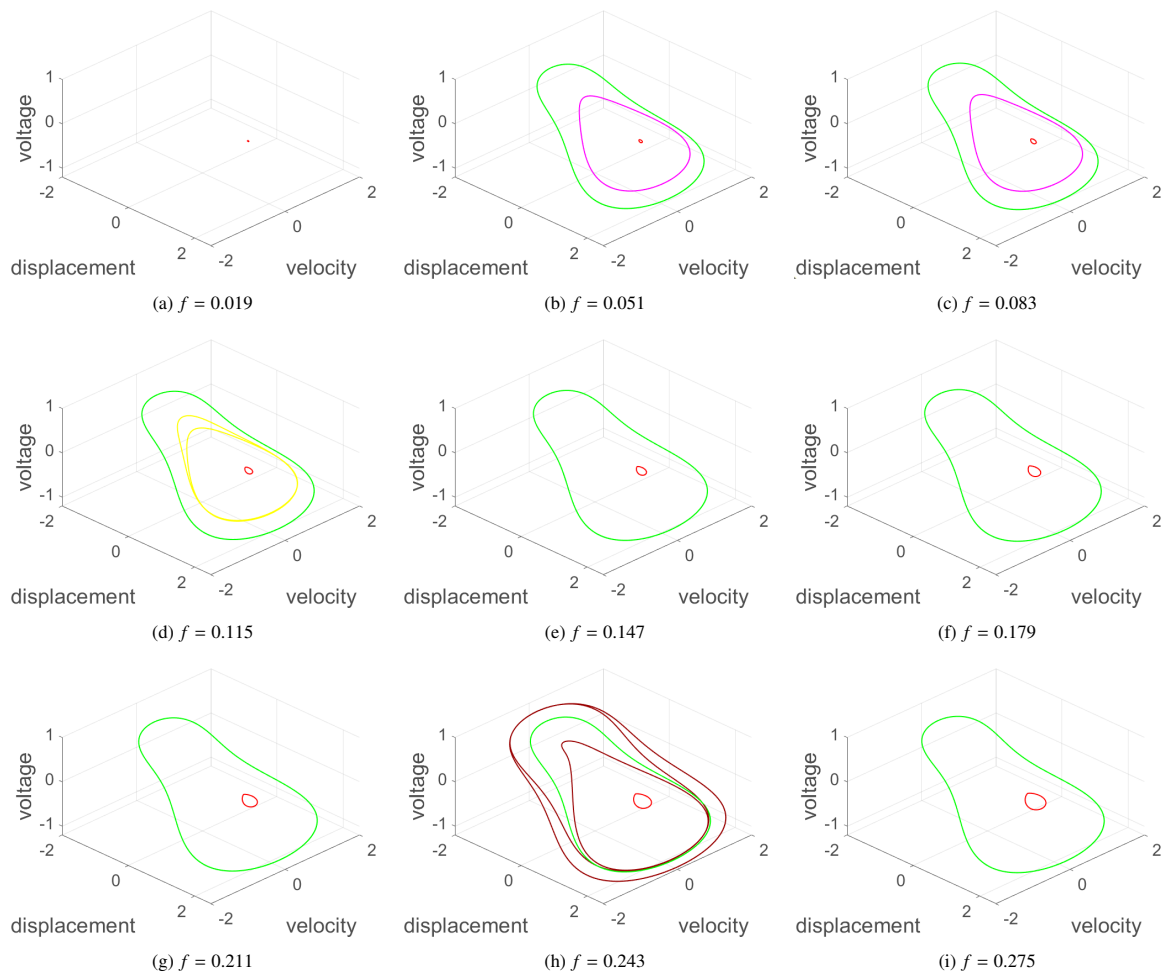 1
0
-1
voltage
-2
0
2
displacement
-2
0
2
velocity
(a) f = 0.019
1
0
-1
voltage
-2
0
2
displacement
-2
0
2
velocity
(b) f = 0.051
1
0
-1
voltage
-2
0
2
displacement
-2
0
2
velocity
(c) f = 0.083
1
0
-1
voltage
-2
0
2
displacement
-2
0
2
velocity
(d) f = 0.115
1
0
-1
voltage
-2
0
2
displacement
-2
0
2
velocity
(e) f = 0.147
1
0
-1
voltage
-2
0
2
displacement
-2
0
2
velocity
(f) f = 0.179
1
0
-1
voltage
-2
0
2
displacement
-2
0
2
velocity
(g) f = 0.211
1
0
-1
voltage
-2
0
2
displacement
-2
0
2
velocity
(h) f = 0.243
1
0
-1
voltage
-2
0
2
displacement
-2
0
2
velocity
(i) f = 0.275